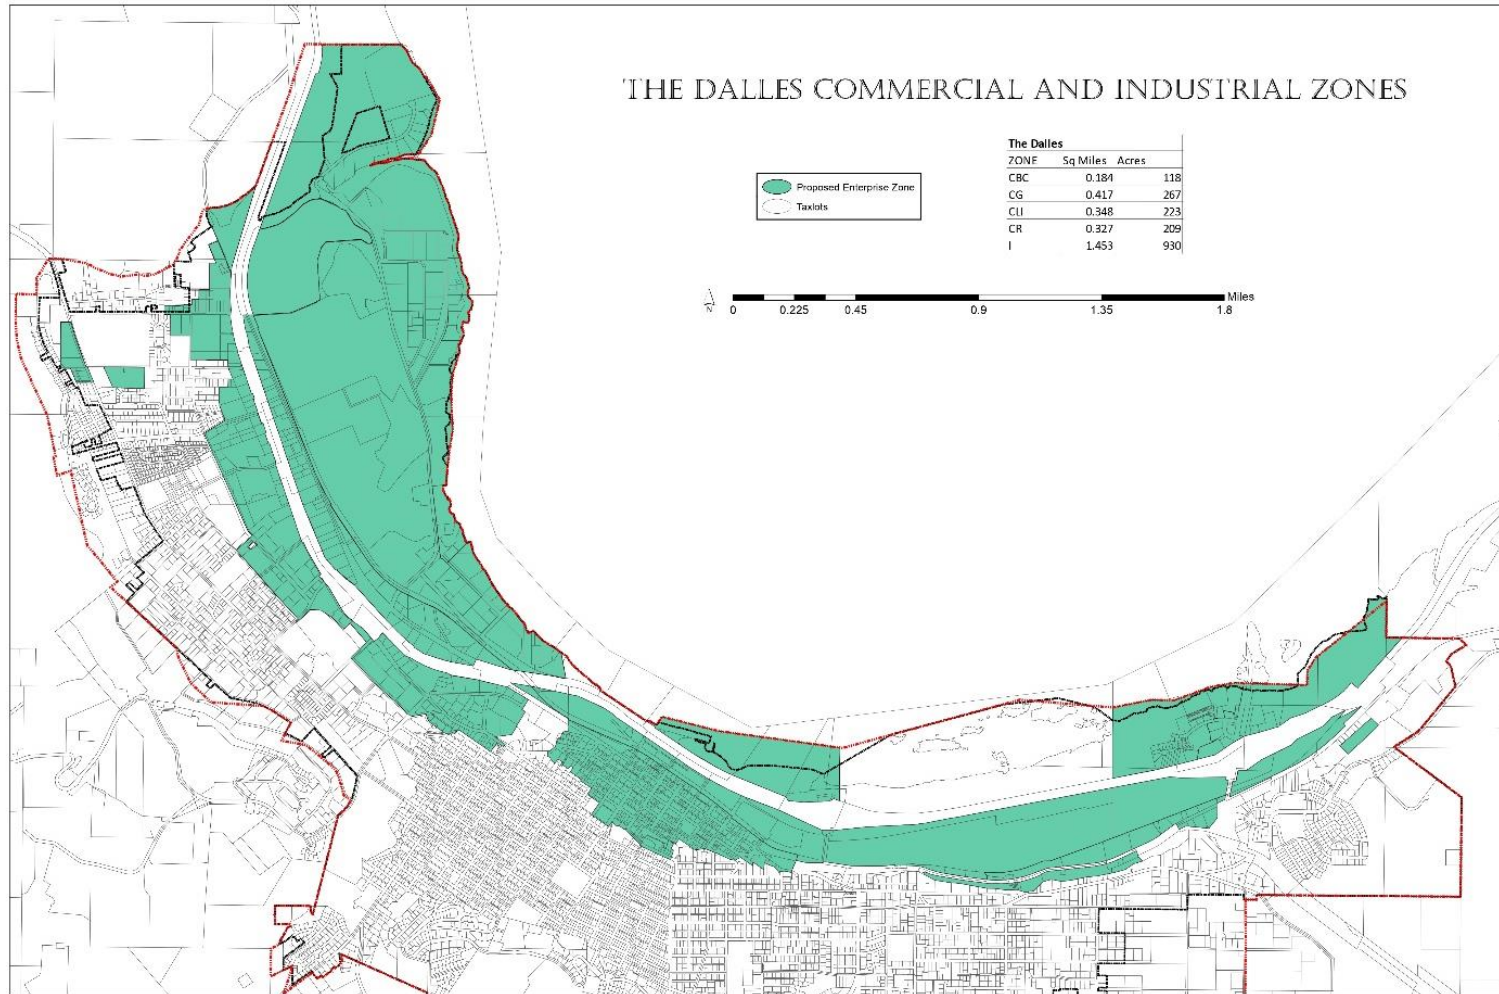 THE DALLES COMMERCIAL AND INDUSTRIAL ZONES
The Dalles
ZONE Sq Miles Acres
CBC 0.184 118
CG 0.417 267
CLI 0.348 223
CR 0.327 209
I 1.453 930
Proposed Enterprise Zone
Taxlots
N
Miles
0 0.225 0.45 0.9 1.35 1.8